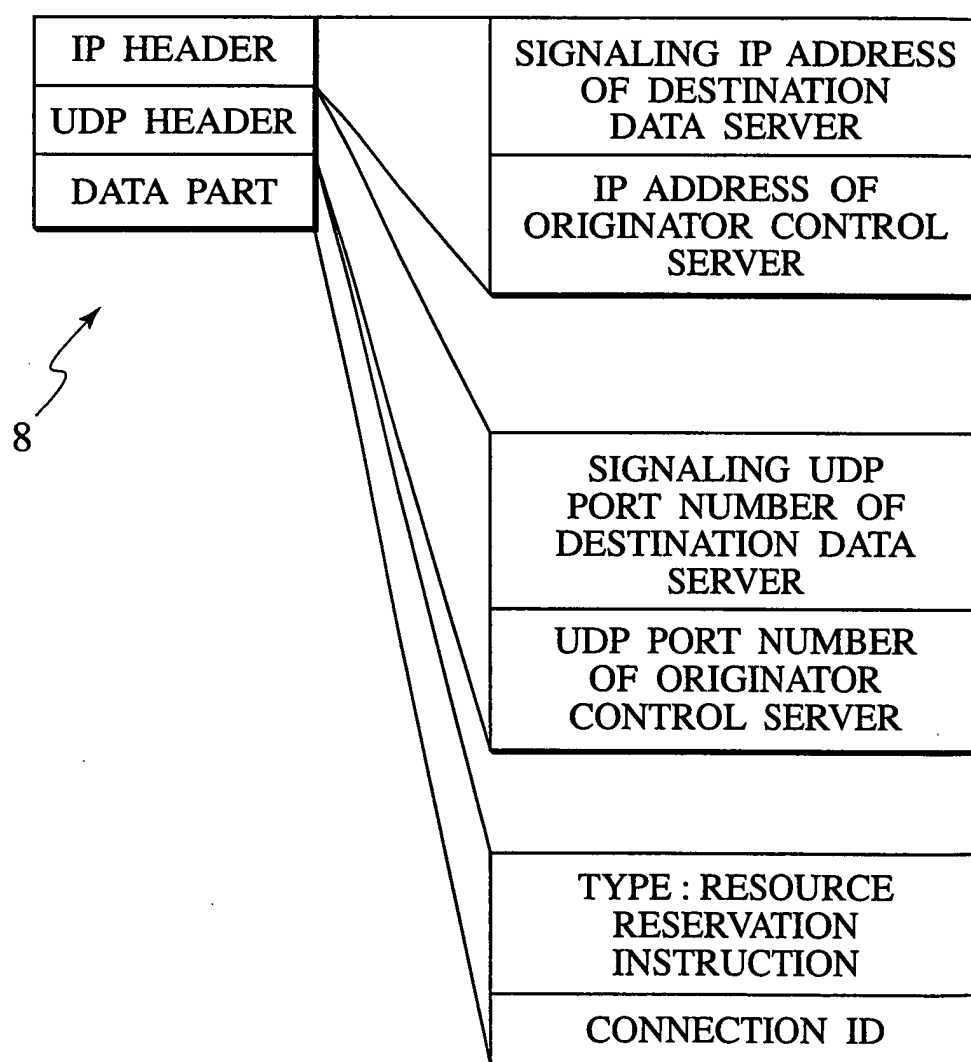 IP HEADER
UDP HEADER
DATA PART
8
SIGNALING IP ADDRESS
OF DESTINATION
DATA SERVER
IP ADDRESS OF
ORIGINATOR CONTROL
SERVER
SIGNALING UDP
PORT NUMBER OF
DESTINATION DATA
SERVER
UDP PORT NUMBER
OF ORIGINATOR
CONTROL SERVER
TYPE : RESOURCE
RESERVATION
INSTRUCTION
CONNECTION ID